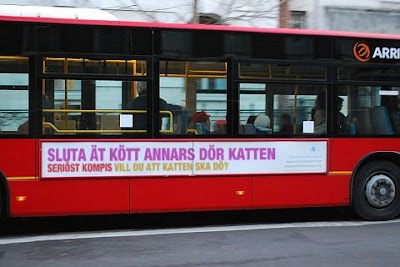 ARRI
SLUTA ÄT KÖTT ANNARS DÖR KATTEN
SERIÖST KOMPIS VILL DU ATT KATTEN SKA DÖ?